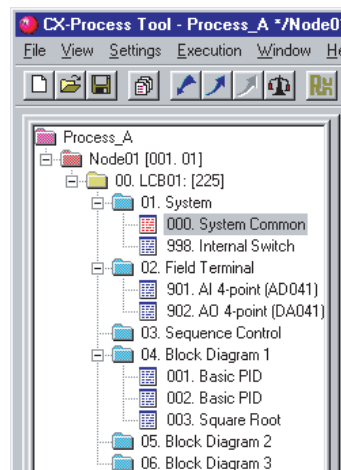 CX-Process Tool - Process_A */Node0
File View Settings Execution Window
Process_A
Node01 [001. 01]
00. LCB01: [225]
01. System
000. System Common
998. Internal Switch
02. Field Terminal
901. AI 4-point (AD041)
902. AO 4-point (DA041)
03. Sequence Control
04. Block Diagram 1
001. Basic PID
002. Basic PID
003. Square Root
05. Block Diagram 2
06. Block Diagram 3